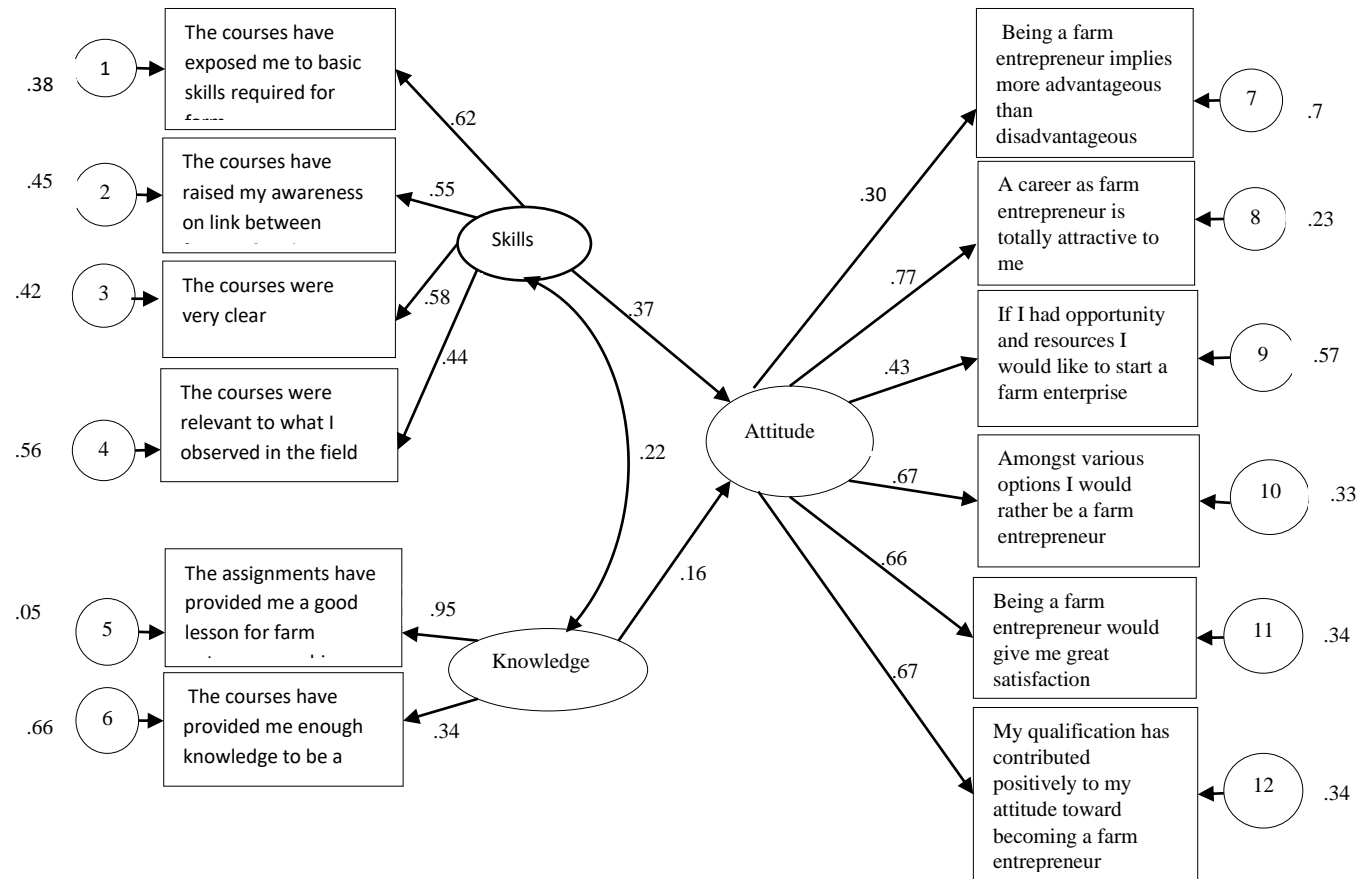 .38
1
The courses have
exposed me to basic
skills required for
.62
.45
2
The courses have
raised my awareness
on link between
.55
Skills
.42
3
The courses were
very clear
.58
.44
.56
4
The courses were
relevant to what I
observed in the field
.37
.22
.05
5
The assignments have
provided me a good
lesson for farm
.95
Knowledge
.66
6
The courses have
provided me enough
knowledge to be a
.34
.16
Attitude
.30
Being a farm
entrepreneur implies
more advantageous
than
disadvantageous
7
.7
.77
A career as farm
entrepreneur is
totally attractive to
me
8
.23
.43
If I had opportunity
and resources I
would like to start a
farm enterprise
9
.57
.67
Amongst various
options I would
rather be a farm
entrepreneur
10
.33
.66
Being a farm
entrepreneur would
give me great
satisfaction
11
.34
.67
My qualification has
contributed
positively to my
attitude toward
becoming a farm
entrepreneur
12
.34